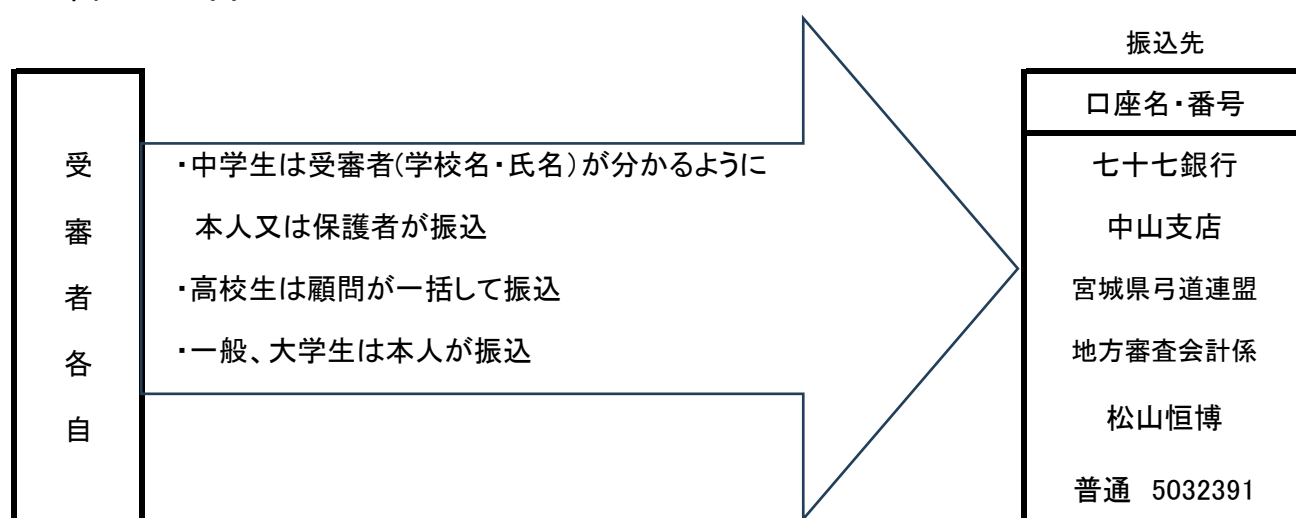 受
審
者
各
自
・中学生は受審者(学校名・氏名)が分かるように
本人又は保護者が振込
・高校生は顧問が一括して振込
・一般、大学生は本人が振込
振込先
口座名・番号
七十七銀行
中山支店
宮城県弓道連盟
地方審査会計係
松山恒博
普通 5032391